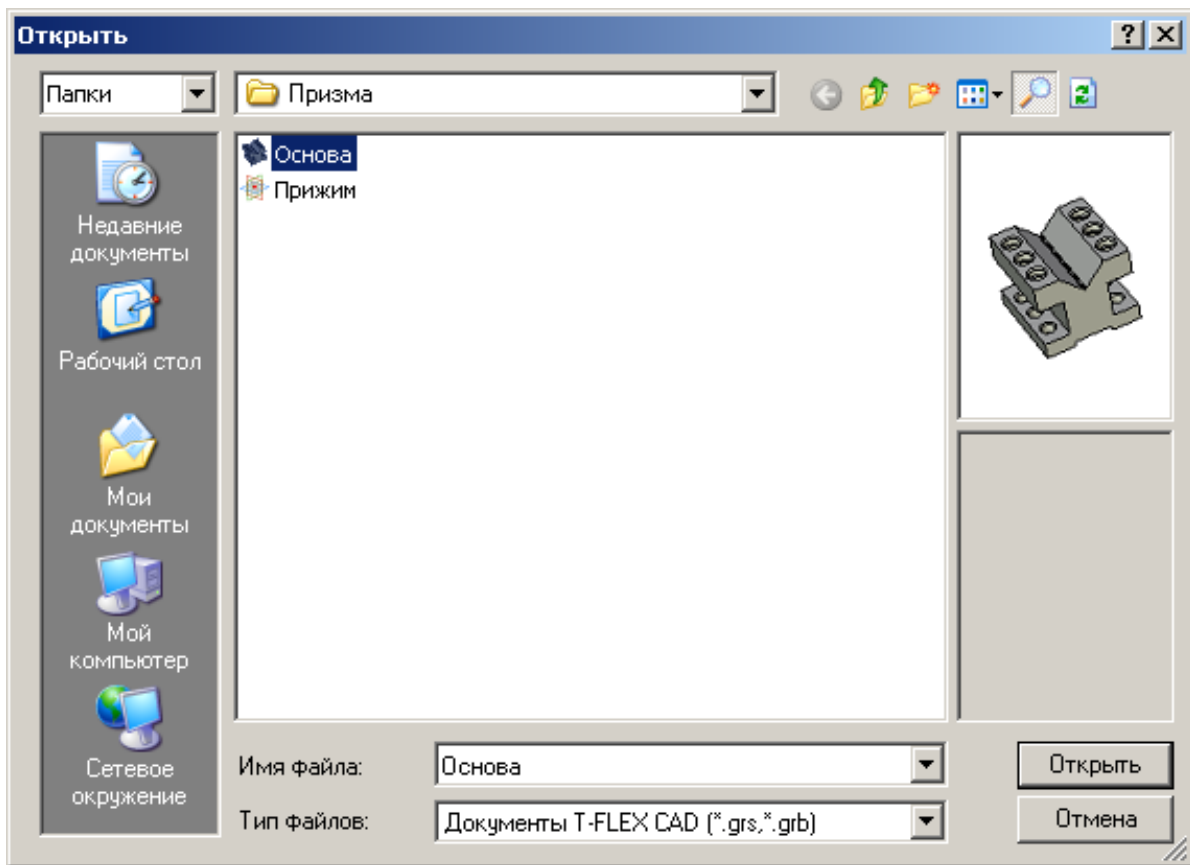 Открыть
Папки
Призма
Основа
Прижим
Недавние
документы
Рабочий стол
Мои
документы
Мой
компьютер
Сетевое
окружение
Имя файла:
Основа
Открыть
Тип файлов:
Документы T-FLEX CAD (*.grs,*.grb)
Отмена